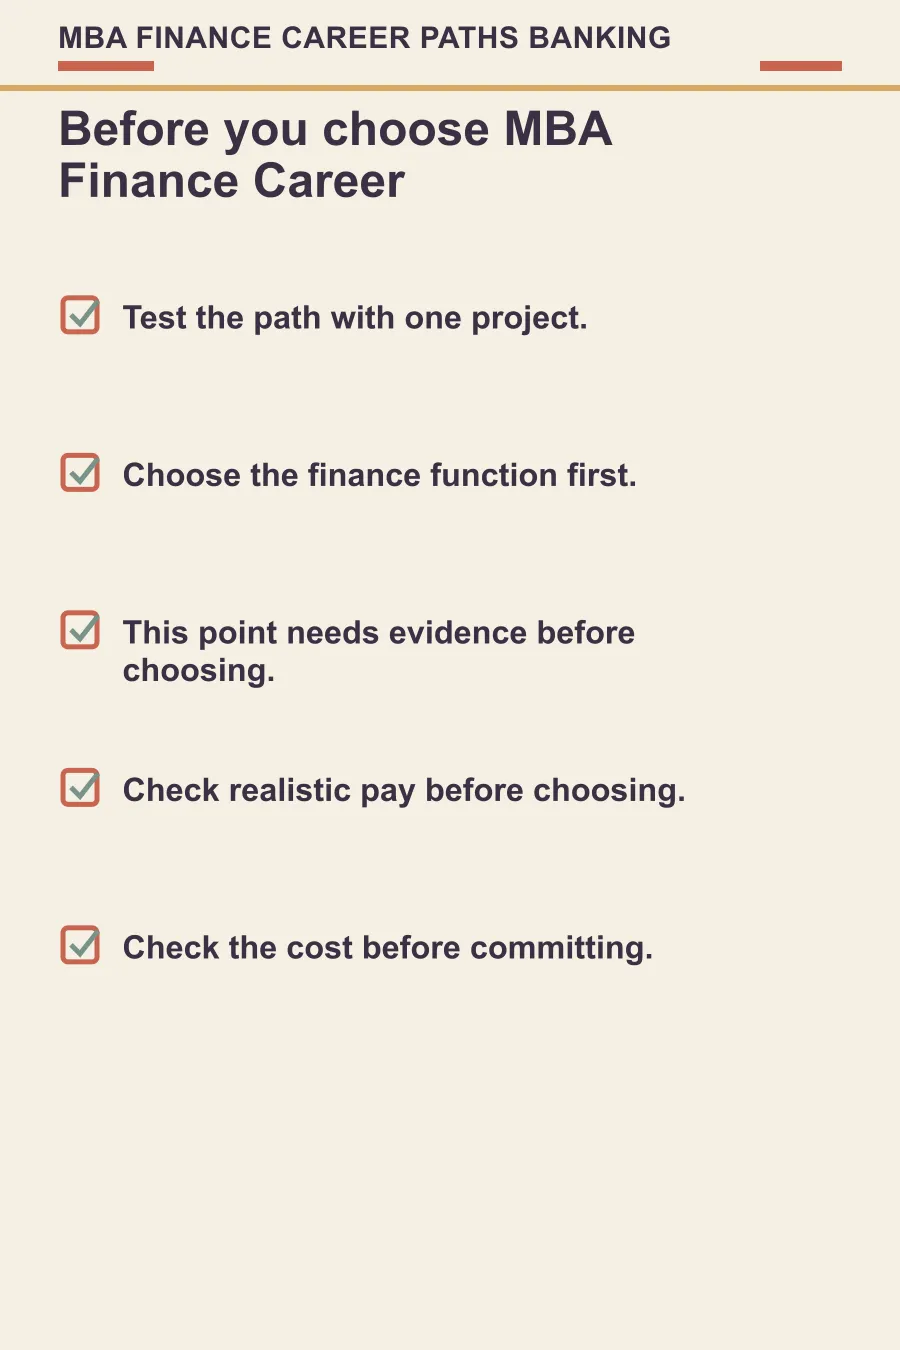 MBA FINANCE CAREER PATHS BANKING
Before you choose MBA
Finance Career
Test the path with one project.
Choose the finance function first.
This point needs evidence before
choosing.
Check realistic pay before choosing.
Check the cost before committing.